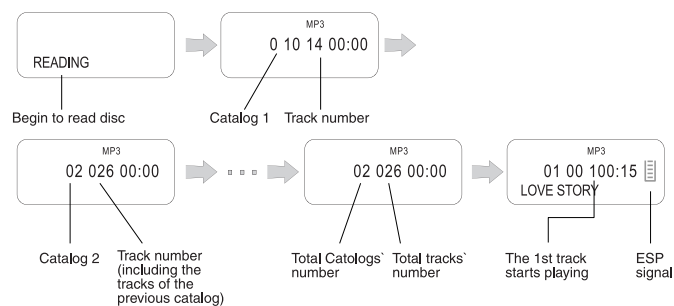 READING
Begin to read disc
MP3
0 10 14 00:00
Catalog 1
Track number
MP3
02 026 00:00
Catalog 2
Track number
(including the
tracks of the
previous catalog)
MP3
02 026 00:00
Total Catologs`
number
Total tracks`
number
MP3
01 00 100:15
LOVE STORY
The 1st track
starts playing
ESP
signal